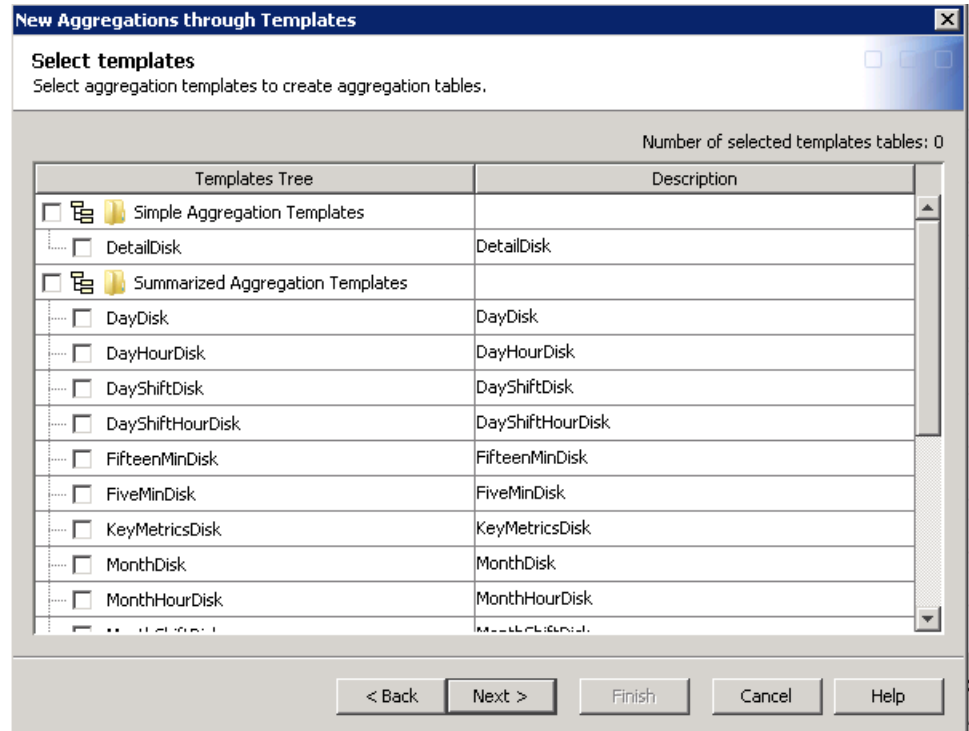 New Aggregations through Templates
Select templates
Select aggregation templates to create aggregation tables.
Number of selected templates tables: 0
Templates Tree Description
Simple Aggregation Templates
DetailDisk DetailDisk
Summarized Aggregation Templates
DayDisk DayDisk
DayHourDisk DayHourDisk
DayShiftDisk DayShiftDisk
DayShiftHourDisk DayShiftHourDisk
FifteenMinDisk FifteenMinDisk
FiveMinDisk FiveMinDisk
KeyMetricsDisk KeyMetricsDisk
MonthDisk MonthDisk
MonthHourDisk MonthHourDisk
< Back Next > Finish Cancel Help